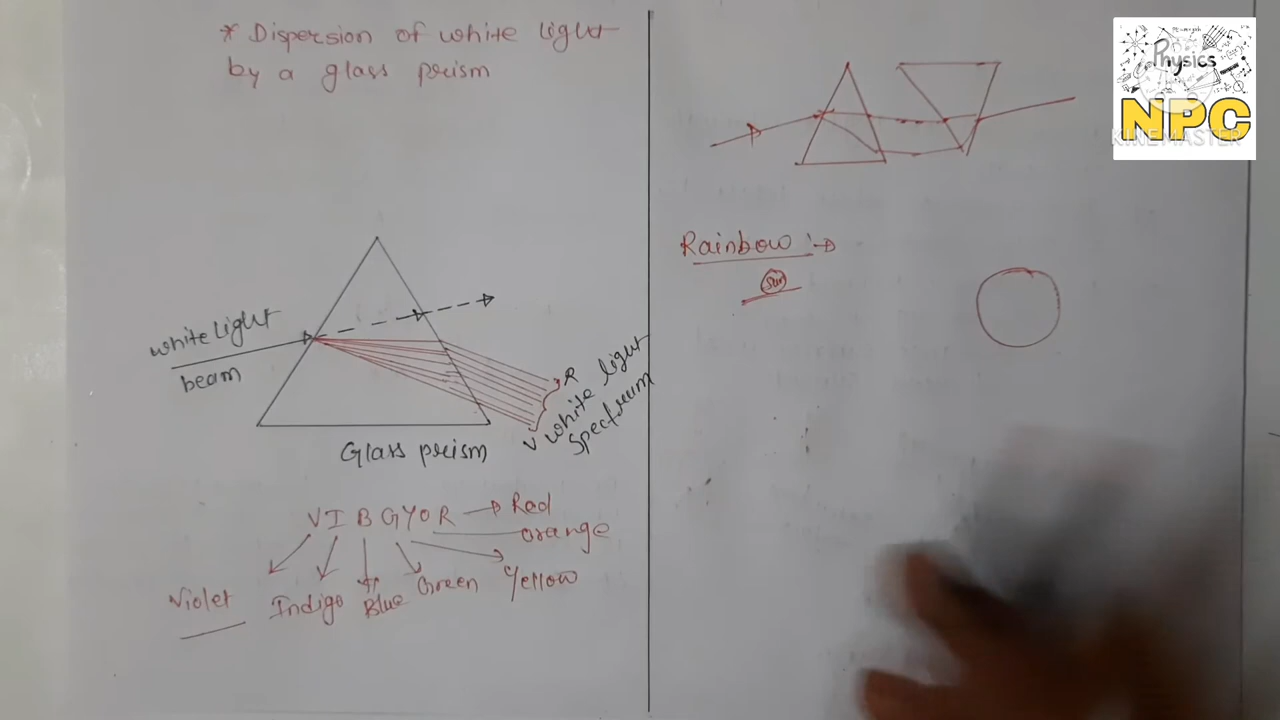 * Dispersion of white light
by a glass prism
white light
beam
R
V white light
spectrum
Glass prism
V I B G Y O R → Red
orange
Violet
Indigo
Blue
Green
Yellow
Rainbow :→
Sun
Physics
NPC
KINEMASTER